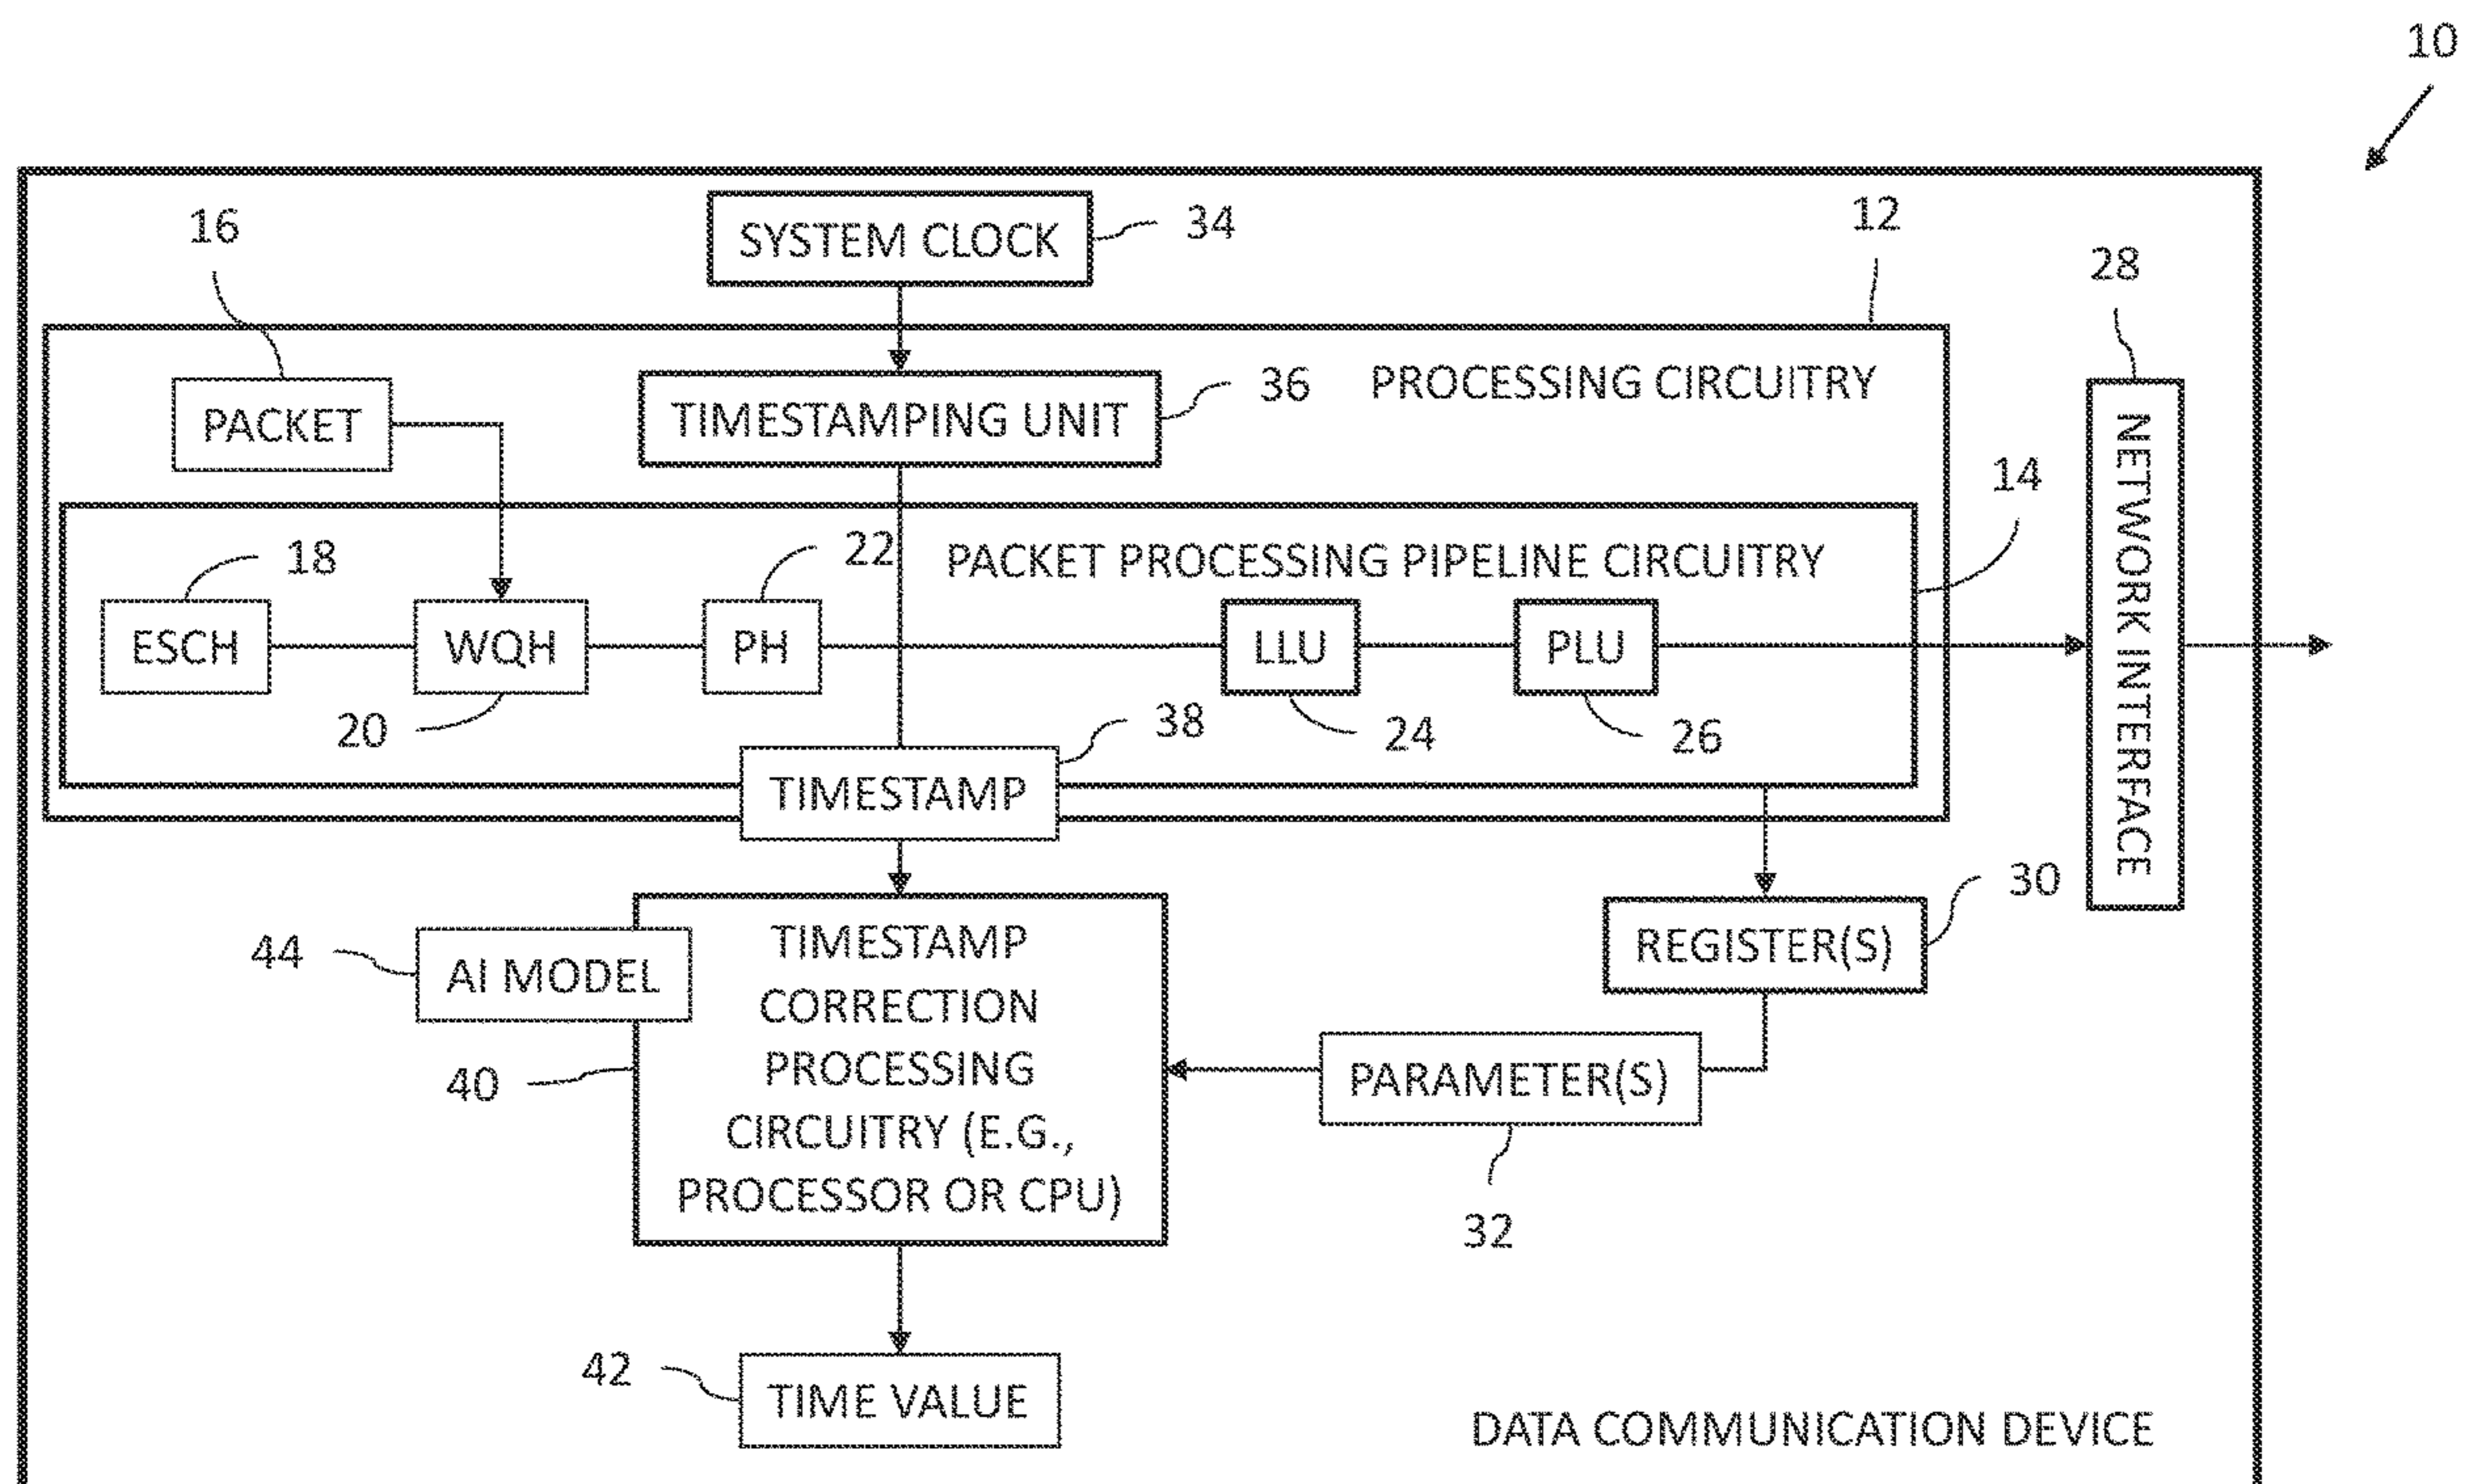 10
16
SYSTEM CLOCK
34
12
28
PROCESSING CIRCUITRY
PACKET
TIMESTAMPING UNIT
36
14
18
22
PACKET PROCESSING PIPELINE CIRCUITRY
NETWORK INTERFACE
ESCH
WQH
PH
LLU
PLU
20
38
24
26
TIMESTAMP
30
44
AI MODEL
TIMESTAMP
CORRECTION
PROCESSING
CIRCUITRY (E.G.,
PROCESSOR OR CPU)
REGISTER(S)
40
PARAMETER(S)
32
42
TIME VALUE
DATA COMMUNICATION DEVICE